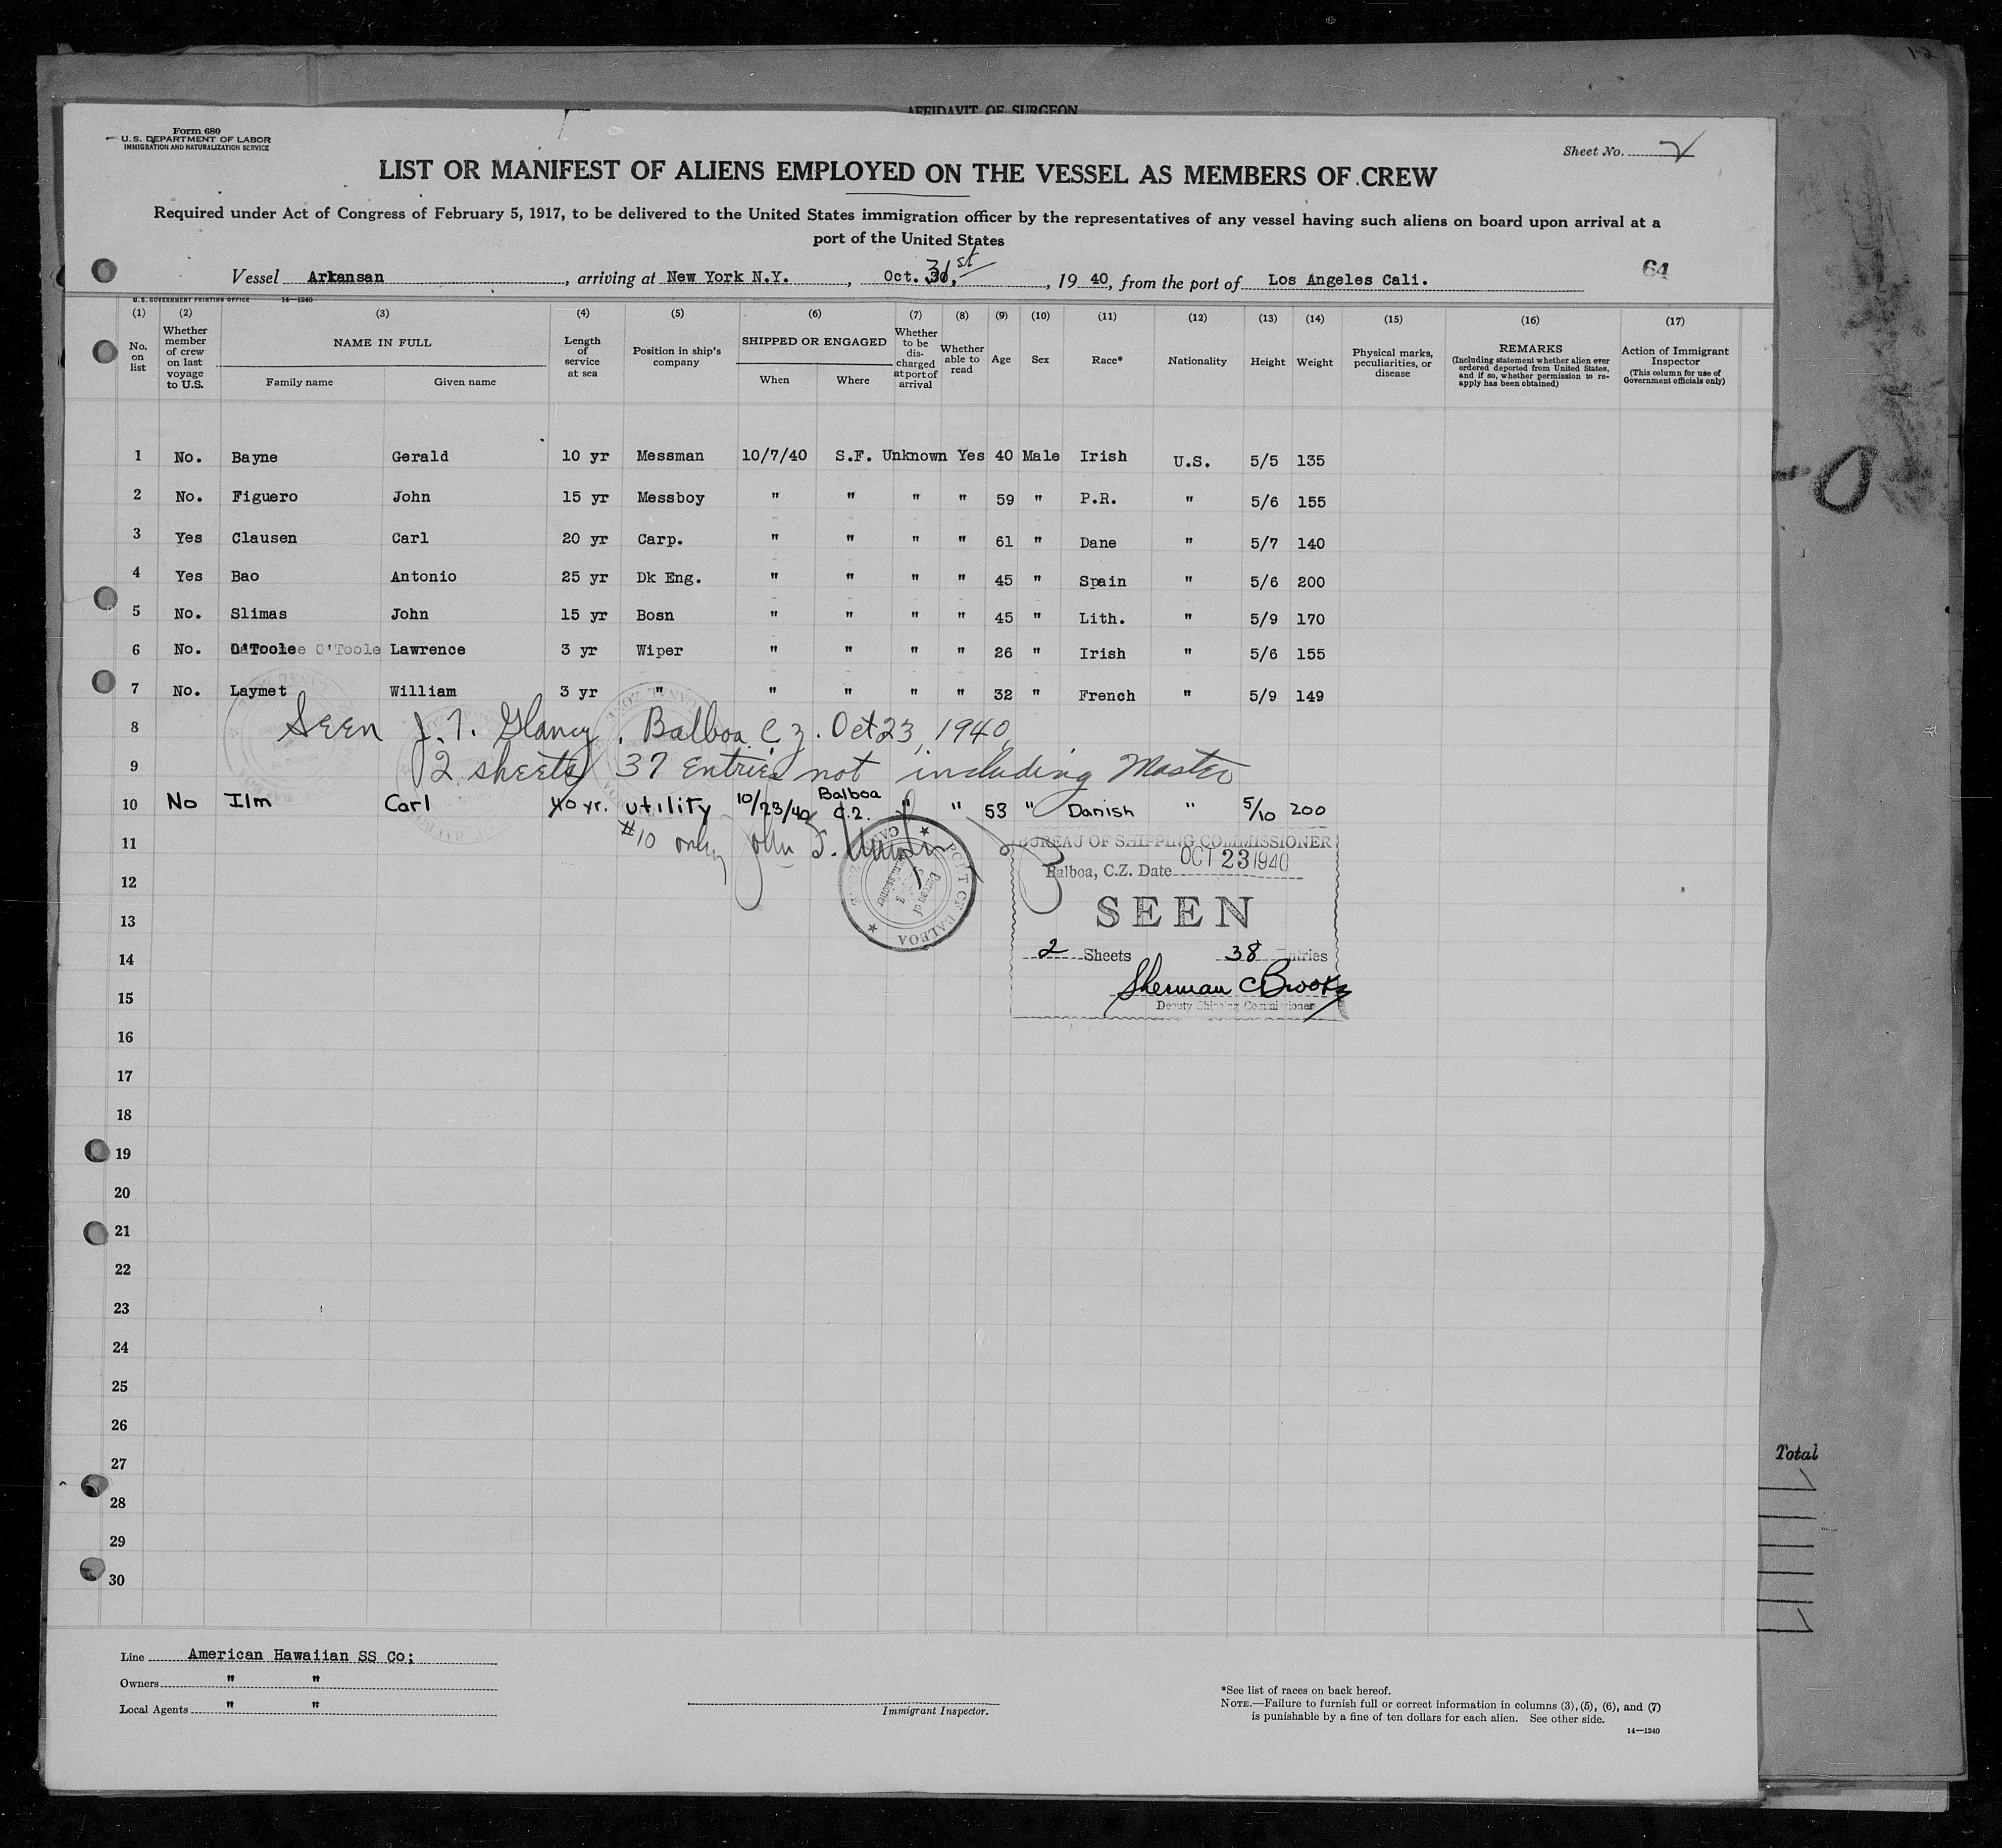 1-2
AFFIDAVIT OF SURGEON
Form 680
U.S. DEPARTMENT OF LABOR
IMMIGRATION AND NATURALIZATION SERVICE
Sheet No. 2
LIST OR MANIFEST OF ALIENS EMPLOYED ON THE VESSEL AS MEMBERS OF CREW
Required under Act of Congress of February 5, 1917, to be delivered to the United States immigration officer by the representatives of any vessel having such aliens on board upon arrival at a
port of the United States
Vessel Arkansan, arriving at New York N.Y., Oct. 31st, 1940, from the port of Los Angeles Cali.
64
U.S. GOVERNMENT PRINTING OFFICE 14—1240
(1) (2) (3) (4) (5) (6) (7) (8) (9) (10) (11) (12) (13) (14) (15) (16) (17)
No. on list
Whether member of crew on last voyage to U.S.
NAME IN FULL
Family name
Given name
Length of service at sea
Position in ship's company
SHIPPED OR ENGAGED
When
Where
Whether to be discharged at port of arrival
Whether able to read
Age
Sex
Race*
Nationality
Height
Weight
Physical marks, peculiarities, or disease
REMARKS
(Including statement whether alien ever ordered deported from United States, and if so, whether permission to re-apply has been obtained)
Action of Immigrant Inspector
(This column for use of Government officials only)
1 No. Bayne Gerald 10 yr Messman 10/7/40 S.F. Unknown Yes 40 Male Irish U.S. 5/5 135
2 No. Figuero John 15 yr Messboy " " " " 59 " P.R. " 5/6 155
3 Yes Clausen Carl 20 yr Carp. " " " " 61 " Dane " 5/7 140
4 Yes Bao Antonio 25 yr Dk Eng. " " " " 45 " Spain " 5/6 200
5 No. Slimas John 15 yr Bosn " " " " 45 " Lith. " 5/9 170
6 No. O'Toole O'Toole Lawrence 3 yr Wiper " " " " 26 " Irish " 5/6 155
7 No. Laymet William 3 yr " " " " " 32 " French " 5/9 149
8 Seen J. T. Glancy. Balboa C.Z. Oct 23, 1940
9 2 sheets 37 Entries not including Master
10 No Ilm Carl 40 yr. utility 10/23/40 Balboa C.Z. " " 53 " Danish " 5/10 200
11 #10 only John F.
BUREAU OF SHIPPING COMMISSIONER
Balboa, C.Z. Date OCT 23 1940
12
SEEN
13
PORT OF BALBOA
Bureau of
14
2 Sheets 38 Entries
15
Sherman C Brooks
Deputy Shipping Commissioner
16
17
18
19
20
21
22
23
24
25
26
27
28
29
30
Total
Line American Hawaiian SS Co;
Owners " "
Local Agents " "
Immigrant Inspector.
*See list of races on back hereof.
NOTE.—Failure to furnish full or correct information in columns (3), (5), (6), and (7)
is punishable by a fine of ten dollars for each alien. See other side.
14—1240